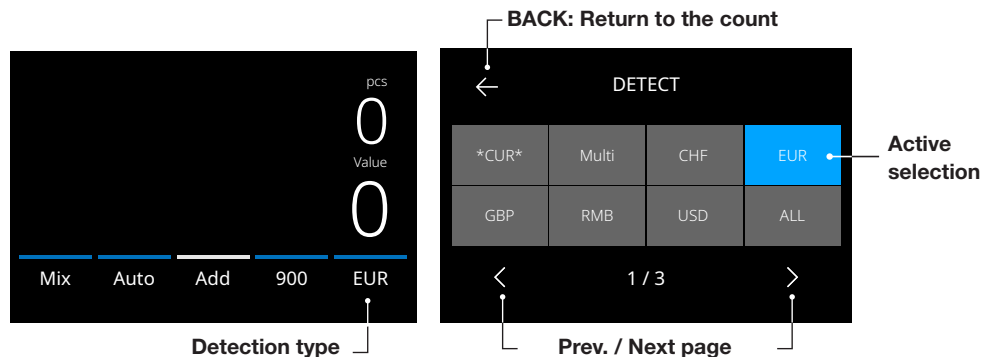 BACK: Return to the count
pcs
0
Value
0
Mix Auto Add 900 EUR
Detection type
DETECT
*CUR* Multi CHF EUR
GBP RMB USD ALL
1 / 3
Active
selection
Prev. / Next page